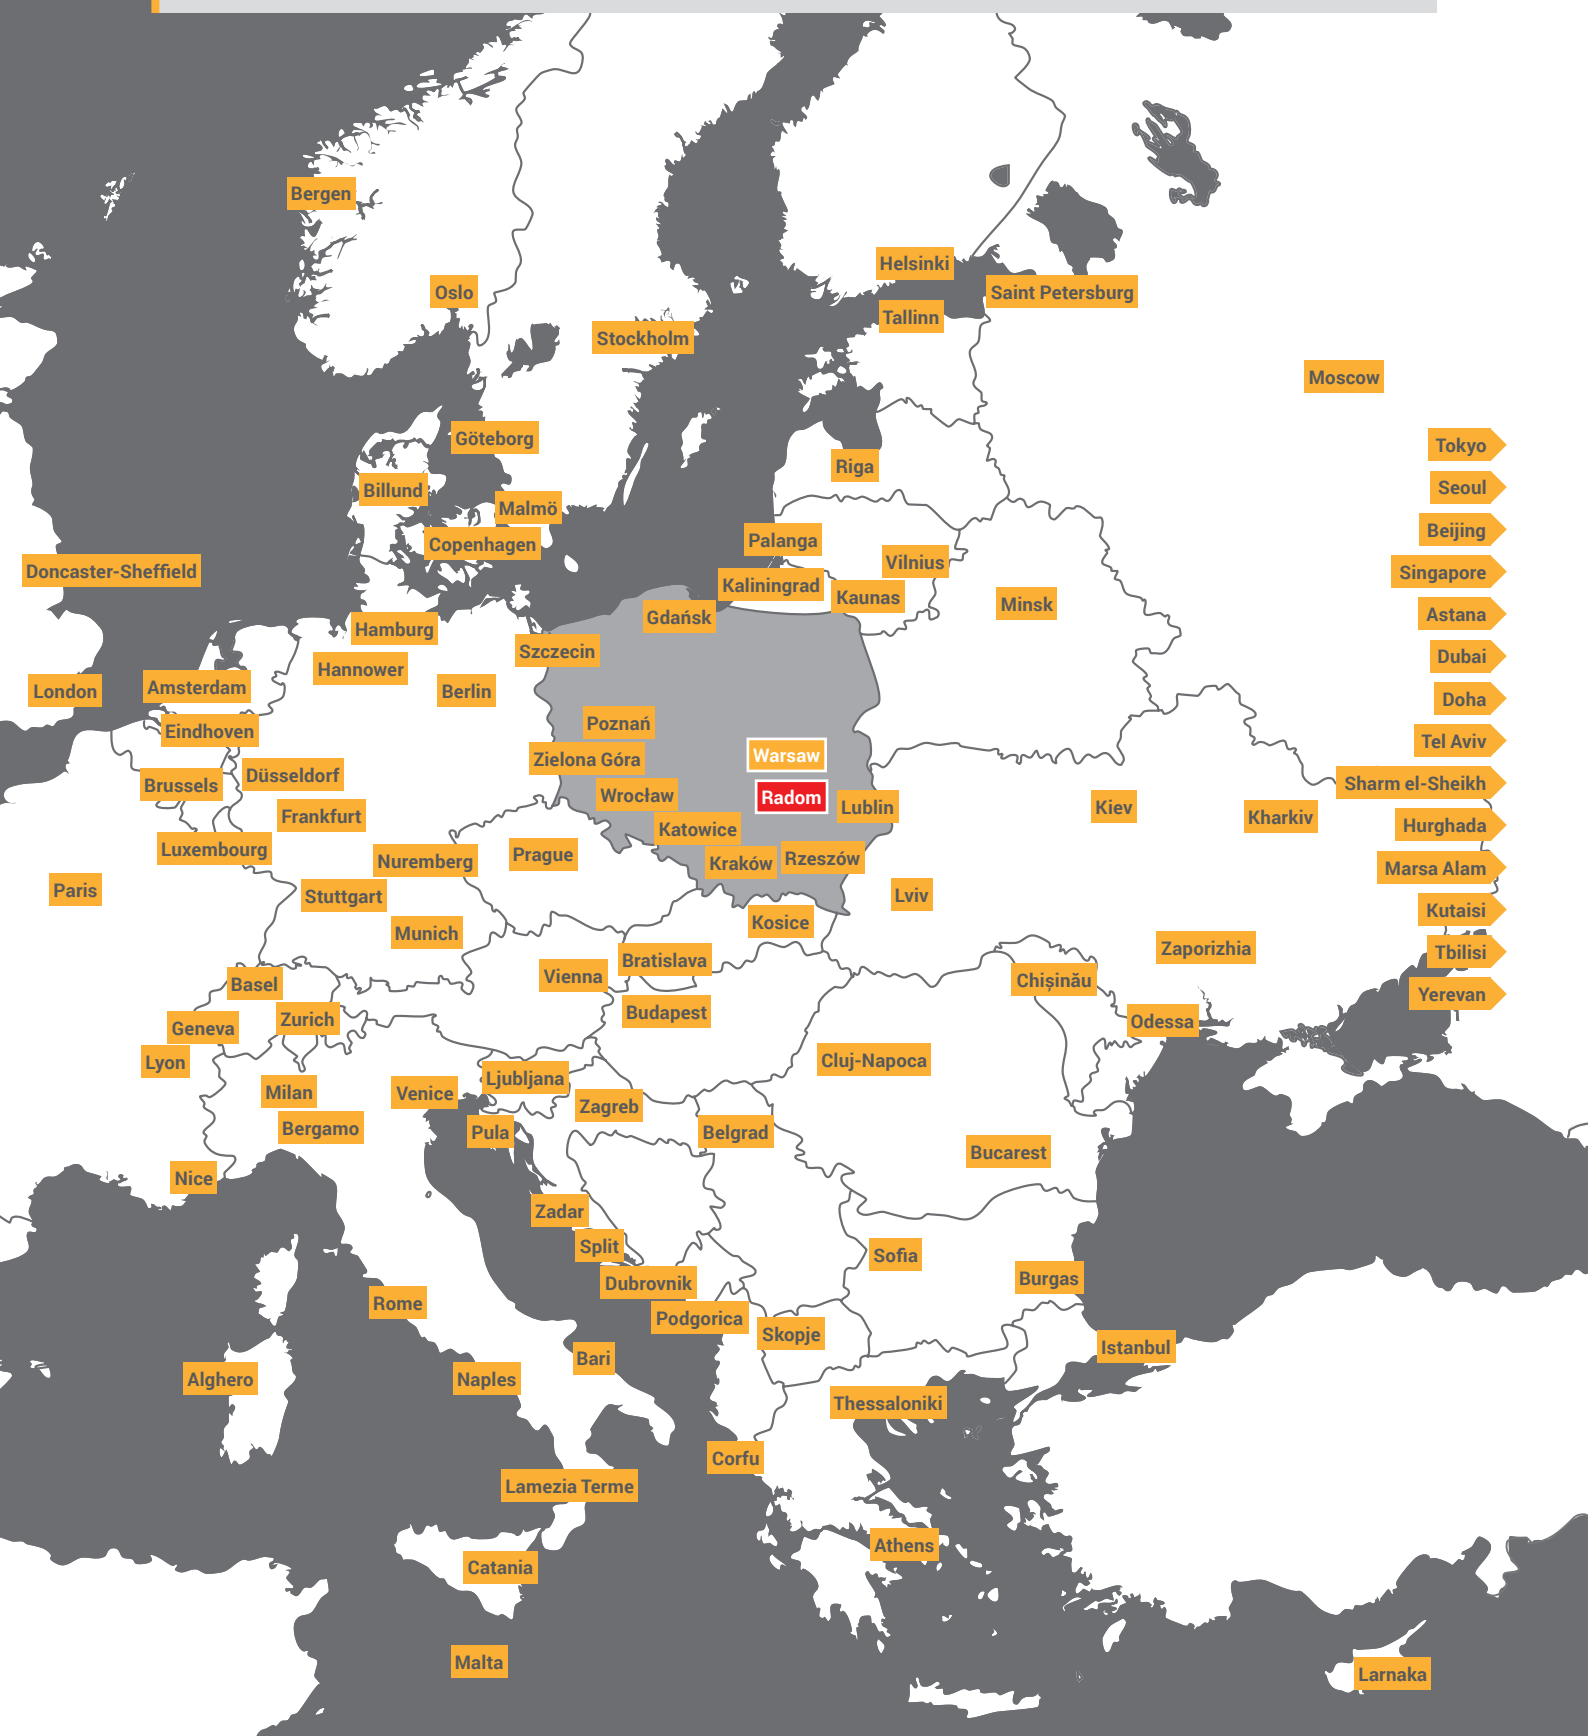 Bergen
Helsinki
Oslo
Saint Petersburg
Tallinn
Stockholm
Moscow
Göteborg
Tokyo
Riga
Seoul
Billund
Malmö
Beijing
Palanga
Copenhagen
Vilnius
Doncaster-Sheffield
Singapore
Kaliningrad
Kaunas
Minsk
Astana
Gdańsk
Hamburg
Szczecin
Dubai
Hannower
Amsterdam
London
Berlin
Doha
Poznań
Eindhoven
Tel Aviv
Warsaw
Zielona Góra
Düsseldorf
Brussels
Sharm el-Sheikh
Wrocław
Radom
Lublin
Kiev
Frankfurt
Kharkiv
Hurghada
Katowice
Luxembourg
Prague
Rzeszów
Nuremberg
Kraków
Marsa Alam
Paris
Lviv
Stuttgart
Kutaisi
Kosice
Munich
Zaporizhia
Tbilisi
Bratislava
Vienna
Chișinău
Basel
Yerevan
Budapest
Zurich
Odessa
Geneva
Cluj-Napoca
Lyon
Ljubljana
Milan
Venice
Zagreb
Bergamo
Pula
Belgrad
Bucarest
Nice
Zadar
Split
Sofia
Burgas
Dubrovnik
Rome
Podgorica
Skopje
Istanbul
Bari
Alghero
Naples
Thessaloniki
Corfu
Lamezia Terme
Athens
Catania
Malta
Larnaka